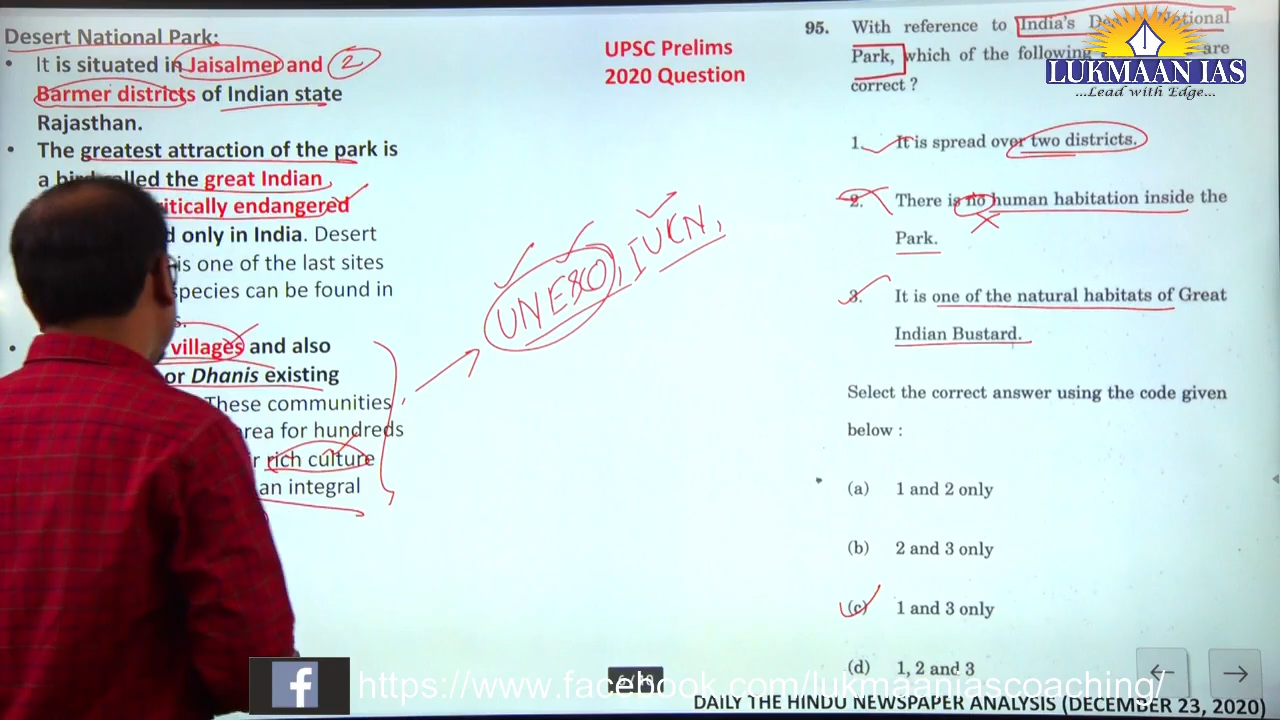 Desert National Park:
• It is situated in Jaisalmer and 2
Barmer districts of Indian state
Rajasthan.
• The greatest attraction of the park is
a bird called the great Indian
critically endangered
d only in India. Desert
is one of the last sites
species can be found in
s.
• villages and also
or Dhanis existing
These communities
area for hundreds
r rich culture
an integral
UPSC Prelims
2020 Question
UNESCO, IUCN,
95. With reference to India's Desert National
Park, which of the following are
correct ?
1. It is spread over two districts.
2. There is no human habitation inside the
Park.
3. It is one of the natural habitats of Great
Indian Bustard.
Select the correct answer using the code given
below :
(a) 1 and 2 only
(b) 2 and 3 only
(c) 1 and 3 only
(d) 1, 2 and 3
LUKMAAN IAS
...Lead with Edge...
https://www.facebook.com/lukmaaniascoaching/
DAILY THE HINDU NEWSPAPER ANALYSIS (DECEMBER 23, 2020)